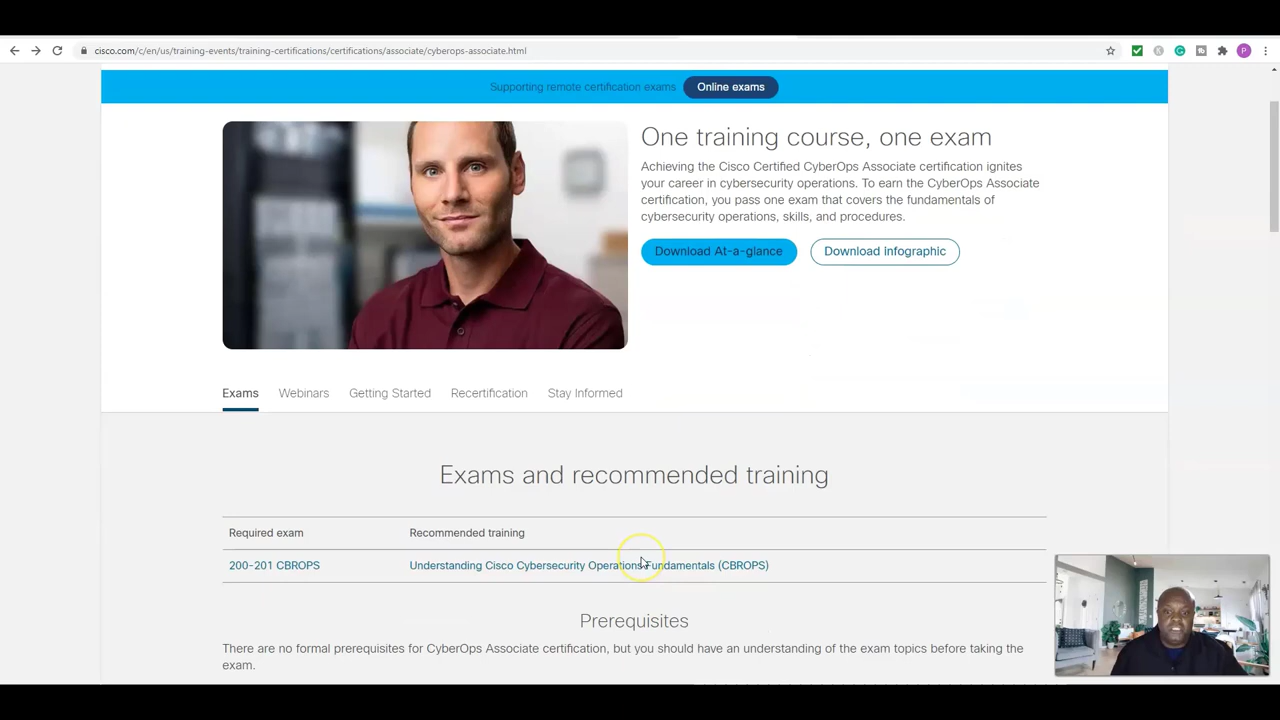 cisco.com/c/en/us/training-events/training-certifications/certifications/associate/cyberops-associate.html
P
Supporting remote certification exams Online exams
One training course, one exam
Achieving the Cisco Certified CyberOps Associate certification ignites
your career in cybersecurity operations. To earn the CyberOps Associate
certification, you pass one exam that covers the fundamentals of
cybersecurity operations, skills, and procedures.
Download At-a-glance Download infographic
Exams Webinars Getting Started Recertification Stay Informed
Exams and recommended training
Required exam Recommended training
200-201 CBROPS Understanding Cisco Cybersecurity Operations Fundamentals (CBROPS)
Prerequisites
There are no formal prerequisites for CyberOps Associate certification, but you should have an understanding of the exam topics before taking the
exam.